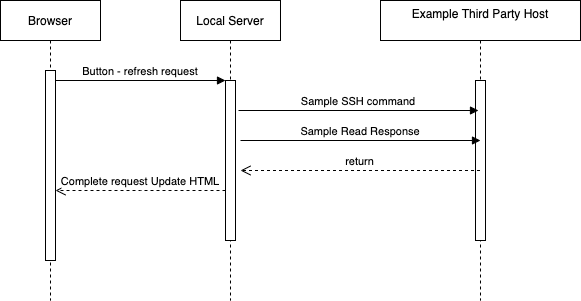 Browser
Local Server
Example Third Party Host
Button - refresh request
Sample SSH command
Sample Read Response
return
Complete request Update HTML